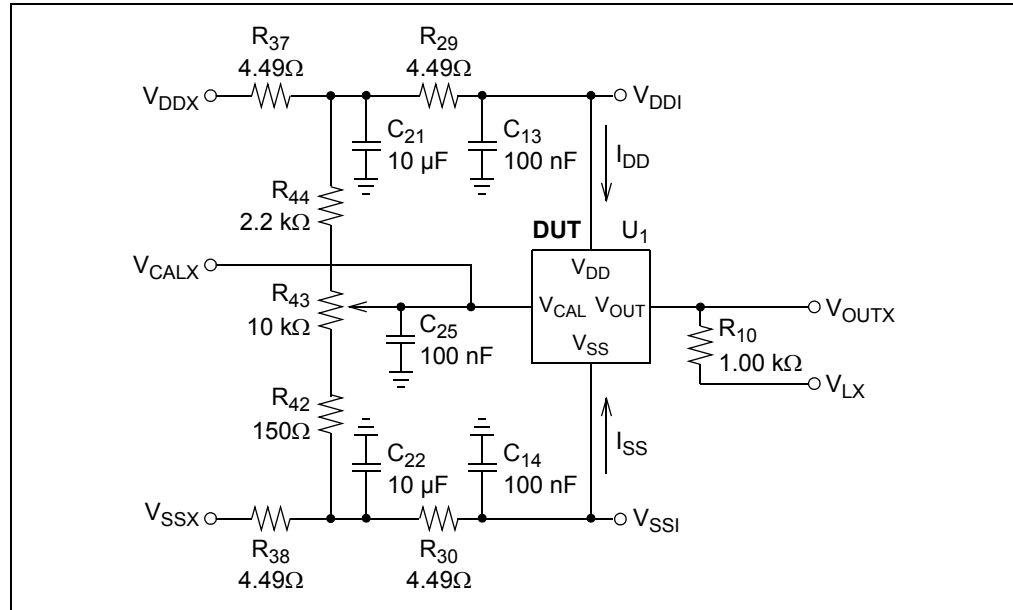 R37
4.49Ω
R29
4.49Ω
VDDX
VDDI
C21
10 µF
C13
100 nF
IDD
R44
2.2 kΩ
DUT U1
VCALX
VDD
R43
10 kΩ
VCAL VOUT
VOUTX
C25
100 nF
VSS
R10
1.00 kΩ
VLX
R42
150Ω
C22
10 µF
C14
100 nF
ISS
VSSX
VSSI
R38
4.49Ω
R30
4.49Ω